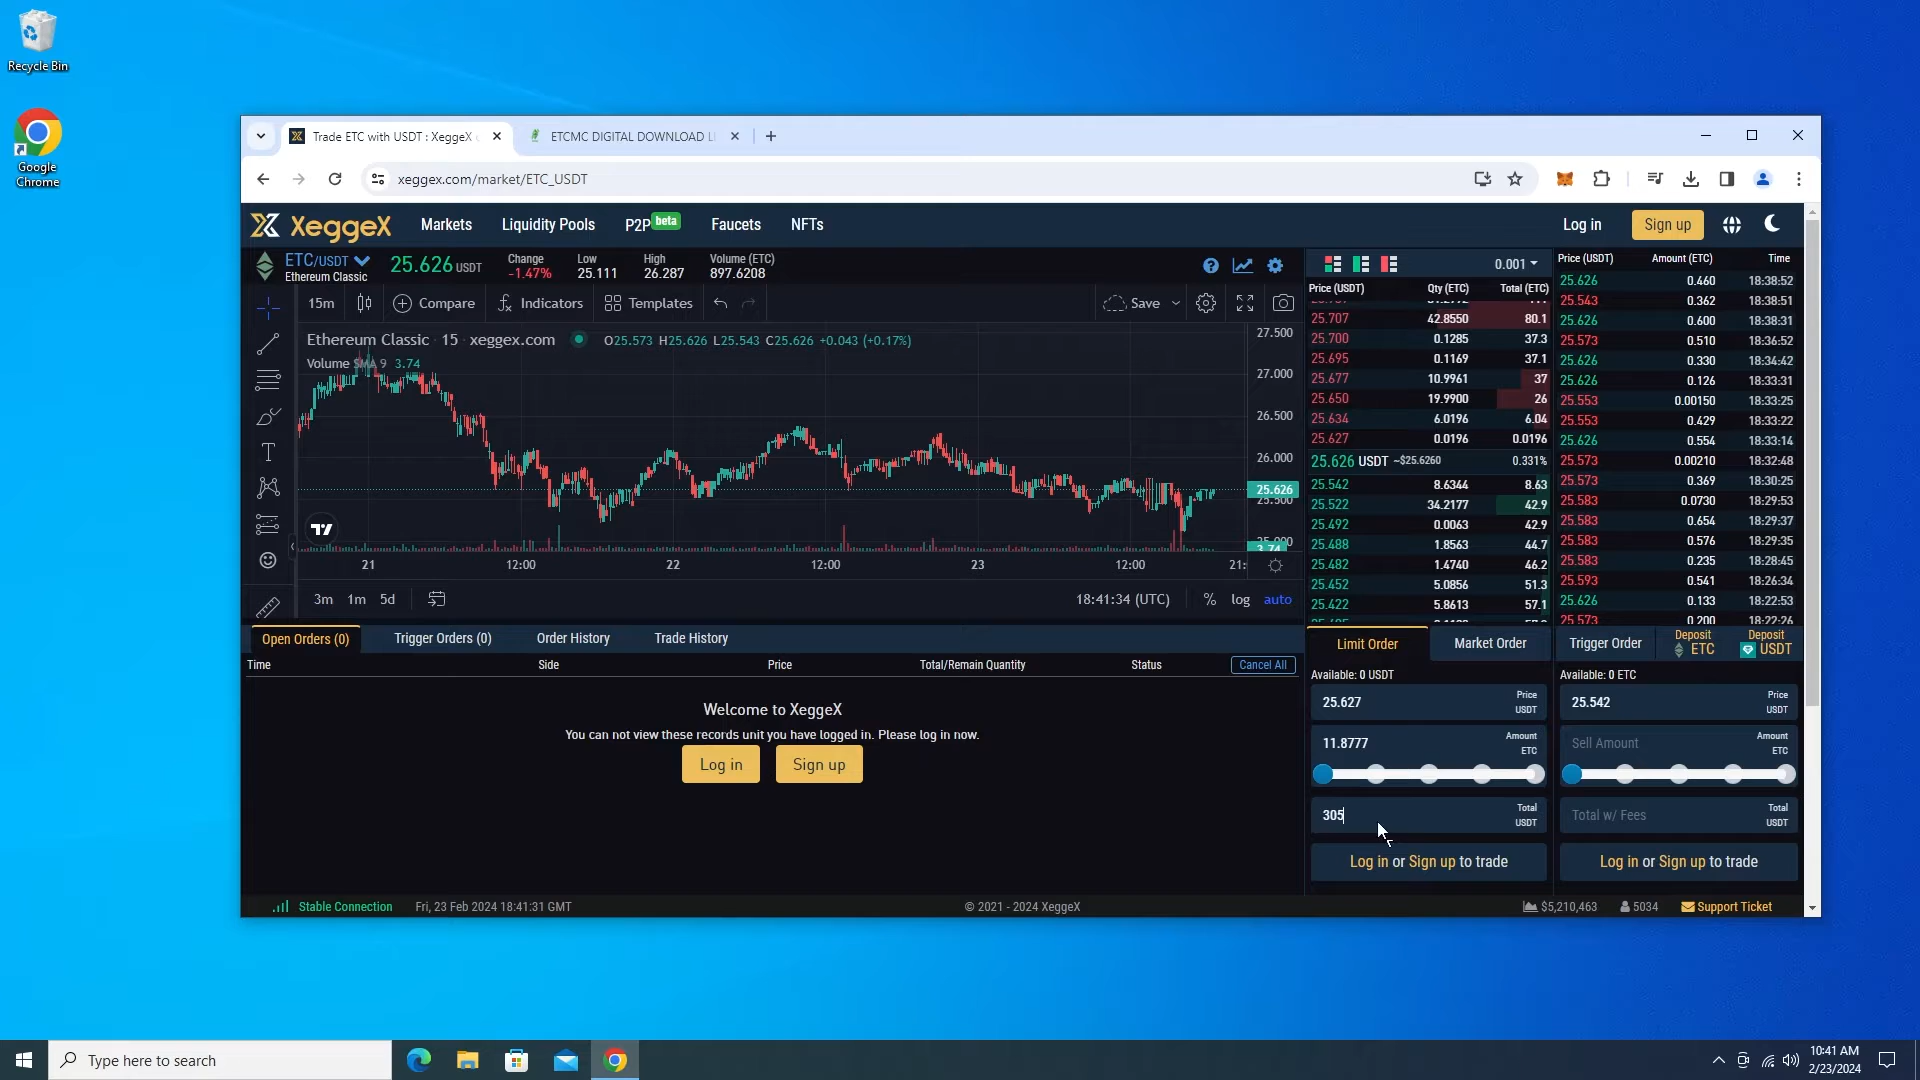 Recycle Bin
Google
Chrome
Trade ETC with USDT : XeggeX
ETCMC DIGITAL DOWNLOAD
xeggex.com/market/ETC_USDT
XeggeX
Markets
Liquidity Pools
P2P beta
Faucets
NFTs
Log in
Sign up
ETC/USDT
Ethereum Classic
25.626 USDT
Change
-1.47%
Low
25.111
High
26.287
Volume (ETC)
897.6208
15m
Compare
Indicators
Templates
Save
Ethereum Classic · 15 · xeggex.com
O25.573 H25.626 L25.543 C25.626 +0.043 (+0.17%)
Volume SMA 9 3.74
27.500
27.000
26.500
26.000
25.626
25.500
25.000
3.74
21 12:00 22 12:00 23 12:00 21:
3m 1m 5d
18:41:34 (UTC)
% log auto
0.001
Price (USDT) Qty (ETC) Total (ETC)
25.707 42.8550 80.1
25.700 0.1285 37.3
25.695 0.1169 37.1
25.677 10.9961 37
25.650 19.9900 26
25.634 6.0196 6.04
25.627 0.0196 0.0196
25.626 USDT ~$25.6260 0.331%
25.542 8.6344 8.63
25.522 34.2177 42.9
25.492 0.0063 42.9
25.488 1.8563 44.7
25.482 1.4740 46.2
25.452 5.0856 51.3
25.422 5.8613 57.1
Price (USDT) Amount (ETC) Time
25.626 0.460 18:38:52
25.543 0.362 18:38:51
25.626 0.600 18:38:31
25.573 0.510 18:36:52
25.626 0.330 18:34:42
25.626 0.126 18:33:31
25.553 0.00150 18:33:25
25.553 0.429 18:33:22
25.626 0.554 18:33:14
25.573 0.00210 18:32:48
25.573 0.369 18:30:25
25.583 0.0730 18:29:53
25.583 0.654 18:29:37
25.583 0.576 18:29:35
25.583 0.235 18:28:45
25.593 0.541 18:26:34
25.626 0.133 18:22:53
25.573 0.200 18:22:26
Open Orders (0)
Trigger Orders (0)
Order History
Trade History
Time Side Price Total/Remain Quantity Status Cancel All
Welcome to XeggeX
You can not view these records unit you have logged in. Please log in now.
Log in
Sign up
Limit Order
Market Order
Trigger Order
Deposit
ETC
Deposit
USDT
Available: 0 USDT
25.627
Price
USDT
11.8777
Amount
ETC
305
Total
USDT
Log in or Sign up to trade
Available: 0 ETC
25.542
Price
USDT
Sell Amount
Amount
ETC
Total w/ Fees
Total
USDT
Log in or Sign up to trade
Stable Connection
Fri, 23 Feb 2024 18:41:31 GMT
© 2021 - 2024 XeggeX
$5,210,463
5034
Support Ticket
Type here to search
10:41 AM
2/23/2024